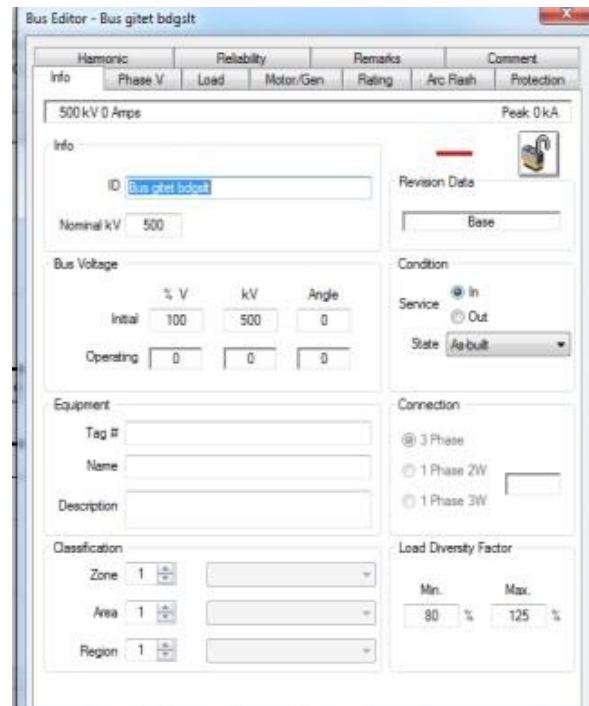 Bus Editor - Bus gitet bdgslt
Harmonic Reliability Remarks Comment
Info Phase V Load Motor/Gen Rating Arc Flash Protection
500 kV 0 Amps Peak 0 kA
Info
ID Bus gitet bdgslt
Nominal kV 500
Revision Data
Base
Bus Voltage
% V kV Angle
Initial 100 500 0
Operating 0 0 0
Condition
Service In
Out
State As-built
Equipment
Tag #
Name
Description
Connection
3 Phase
1 Phase 2W
1 Phase 3W
Classification
Zone 1
Area 1
Region 1
Load Diversity Factor
Min. Max.
80 % 125 %